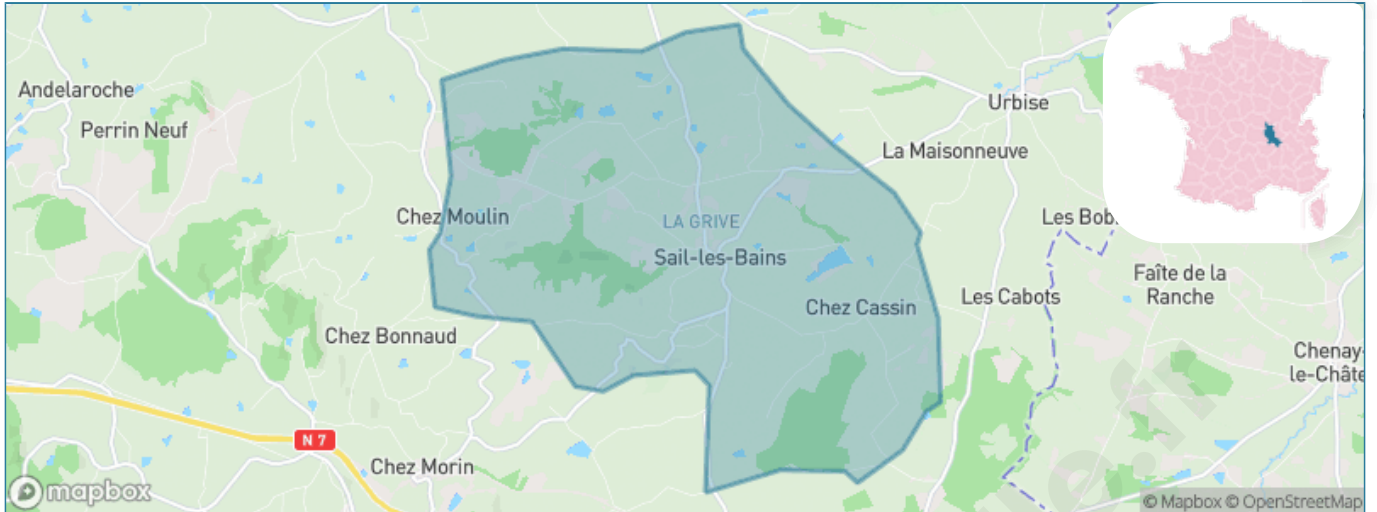 Andelaroche
Perrin Neuf
Urbise
La Maisonneuve
Chez Moulin
LA GRIVE
Les Bob
Sail-les-Bains
Faîte de la
Ranche
Les Cabots
Chez Cassin
Chez Bonnaud
Chenay-
le-Châte
N 7
Chez Morin
mapbox
© Mapbox © OpenStreetMap